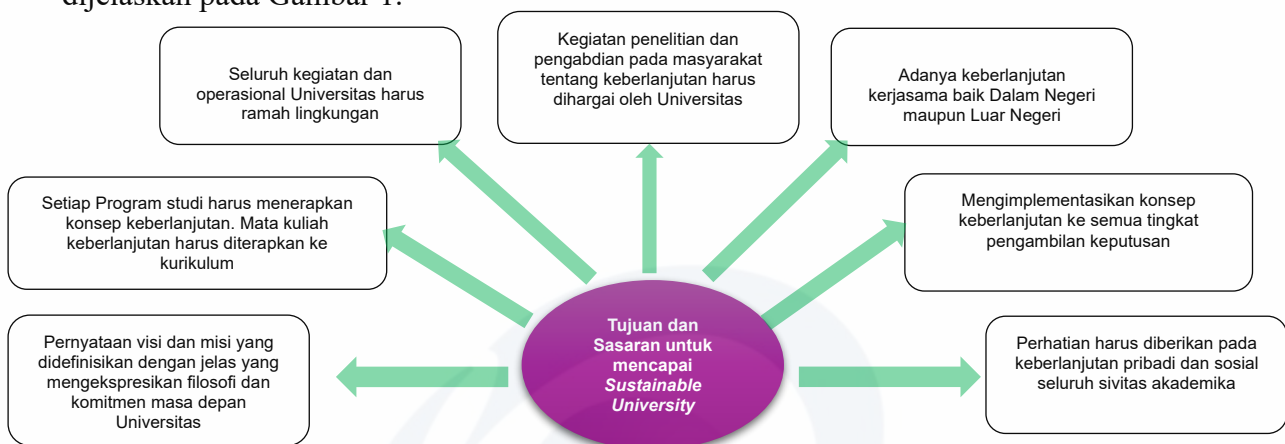 dijelaskan pada Gambar 1.
Seluruh kegiatan dan
operasional Universitas harus
ramah lingkungan
Kegiatan penelitian dan
pengabdian pada masyarakat
tentang keberlanjutan harus
dihargai oleh Universitas
Adanya keberlanjutan
kerjasama baik Dalam Negeri
maupun Luar Negeri
Setiap Program studi harus menerapkan
konsep keberlanjutan. Mata kuliah
keberlanjutan harus diterapkan ke
kurikulum
Mengimplementasikan konsep
keberlanjutan ke semua tingkat
pengambilan keputusan
Pernyataan visi dan misi yang
didefinisikan dengan jelas yang
mengekspresikan filosofi dan
komitmen masa depan
Universitas
Tujuan dan
Sasaran untuk
mencapai
Sustainable
University
Perhatian harus diberikan pada
keberlanjutan pribadi dan sosial
seluruh sivitas akademika